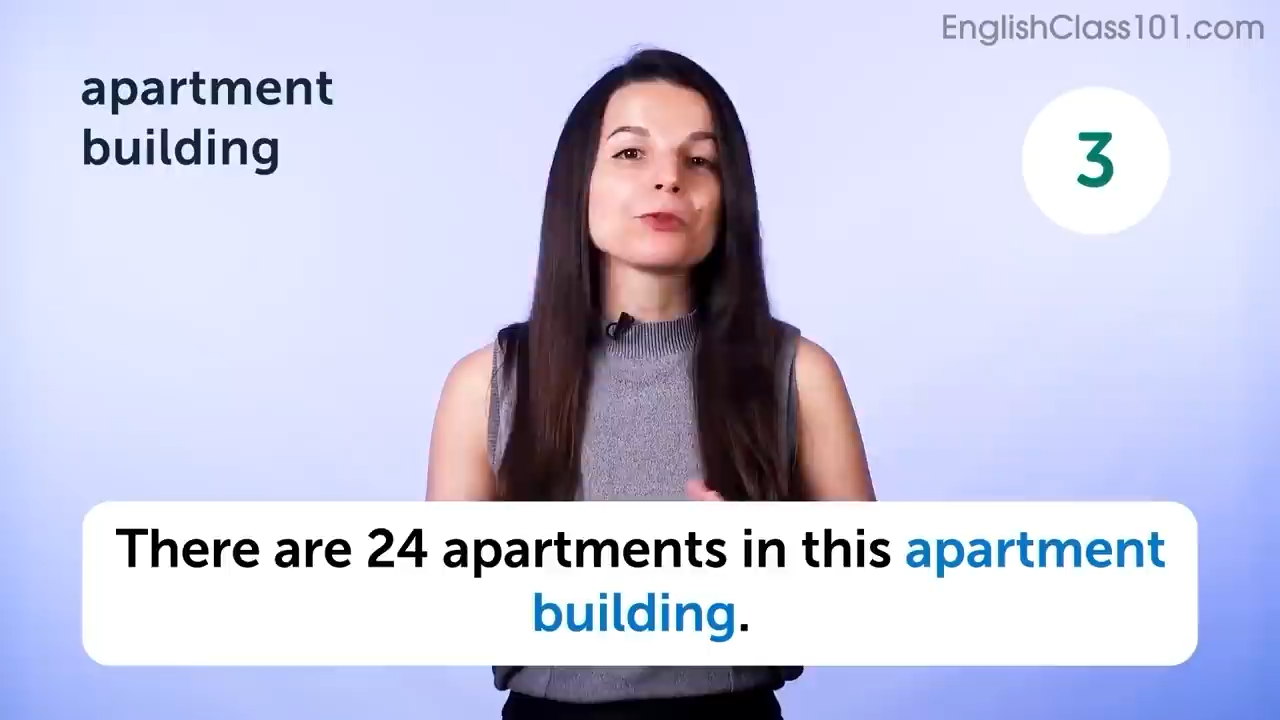 EnglishClass101.com
apartment
building
3
There are 24 apartments in this apartment
building.